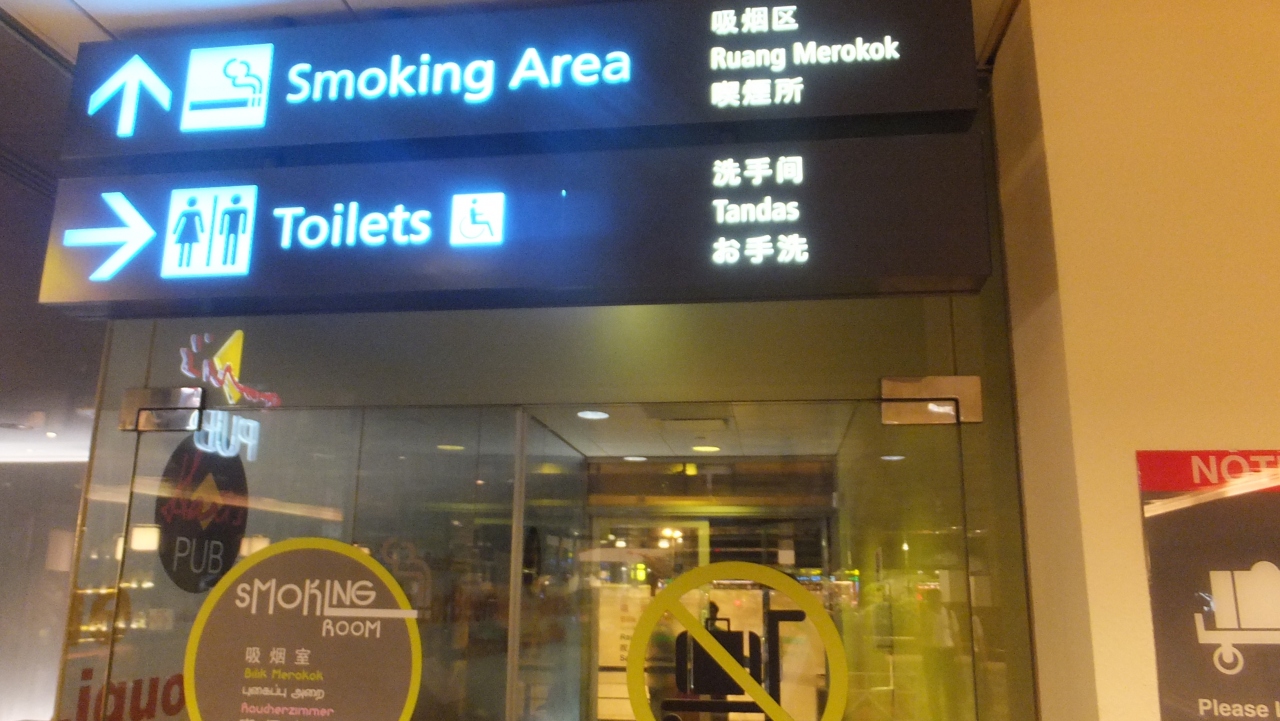 Smoking Area
吸烟区
Ruang Merokok
喫煙所
Toilets
洗手间
Tandas
お手洗
PUB
PUB
SMOKING
ROOM
吸烟室
Bilik Merokok
புகைப்பு அறை
Raucherzimmer
Please